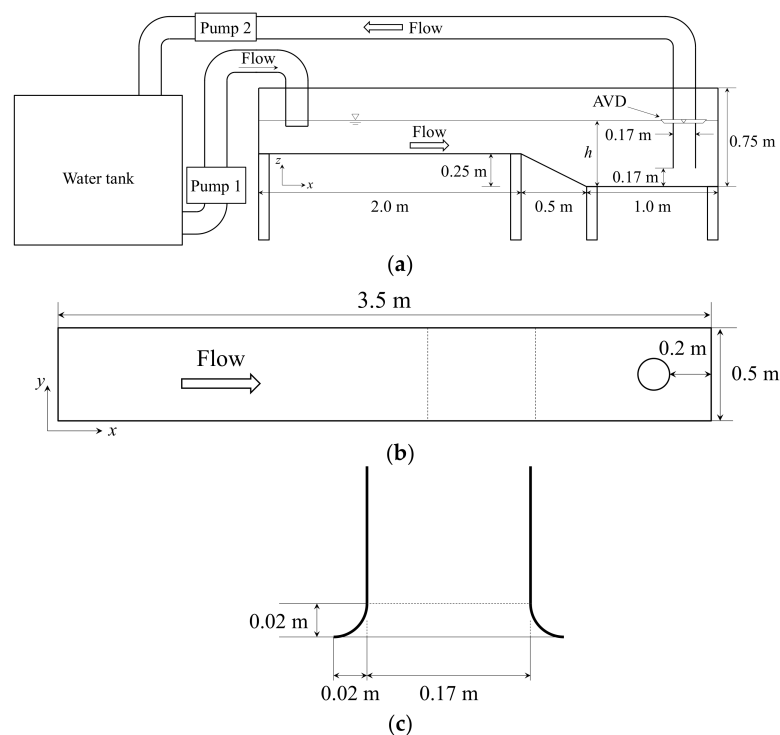 Pump 2
Flow
Flow
AVD
0.17 m
0.75 m
Flow
h
Water tank
Pump 1
z
x
0.25 m
0.17 m
2.0 m
0.5 m
1.0 m
(a)
3.5 m
Flow
0.2 m
0.5 m
y
x
(b)
0.02 m
0.02 m
0.17 m
(c)